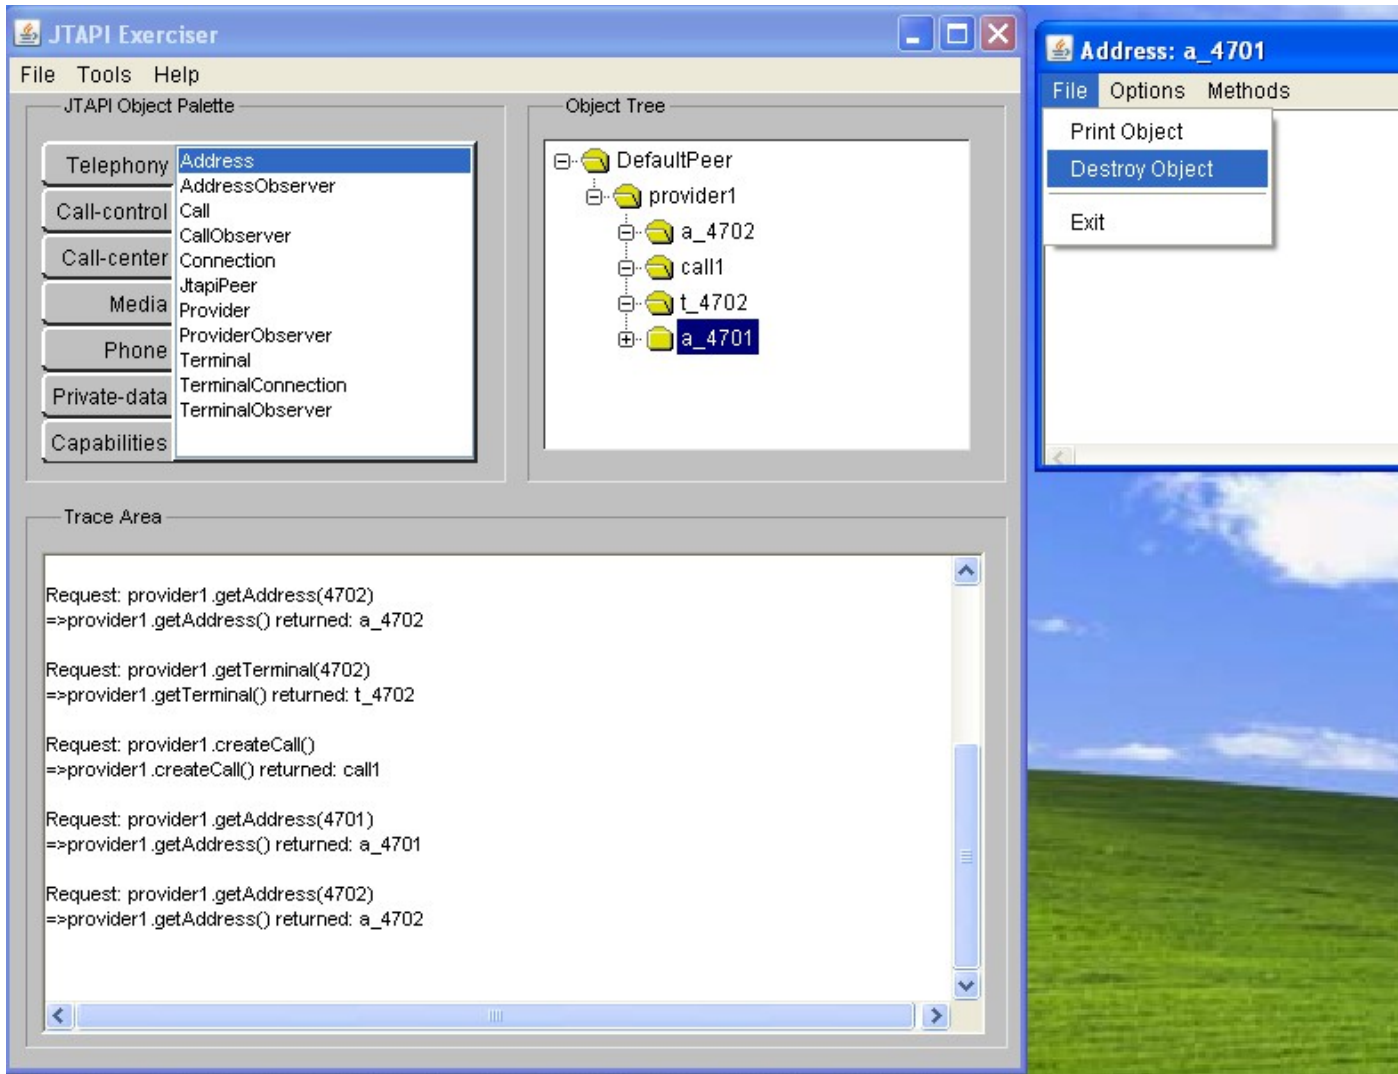 JTAPI Exerciser
File Tools Help
JTAPI Object Palette
Telephony
Call-control
Call-center
Media
Phone
Private-data
Capabilities
Address
AddressObserver
Call
CallObserver
Connection
JtapiPeer
Provider
ProviderObserver
Terminal
TerminalConnection
TerminalObserver
Object Tree
DefaultPeer
provider1
a_4702
call1
t_4702
a_4701
Trace Area
Request: provider1.getAddress(4702)
=>provider1.getAddress() returned: a_4702
Request: provider1.getTerminal(4702)
=>provider1.getTerminal() returned: t_4702
Request: provider1.createCall()
=>provider1.createCall() returned: call1
Request: provider1.getAddress(4701)
=>provider1.getAddress() returned: a_4701
Request: provider1.getAddress(4702)
=>provider1.getAddress() returned: a_4702
Address: a_4701
File Options Methods
Print Object
Destroy Object
Exit